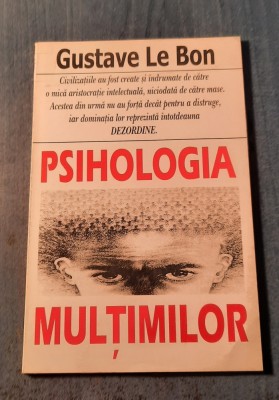 Gustave Le Bon
Civilizațiile au fost create și îndrumate de către
o mică aristocrație intelectuală, niciodată de către mase.
Acestea din urmă nu au forță decât pentru a distruge,
iar dominația lor reprezintă întotdeauna
DEZORDINE.
PSIHOLOGIA
MULȚIMILOR